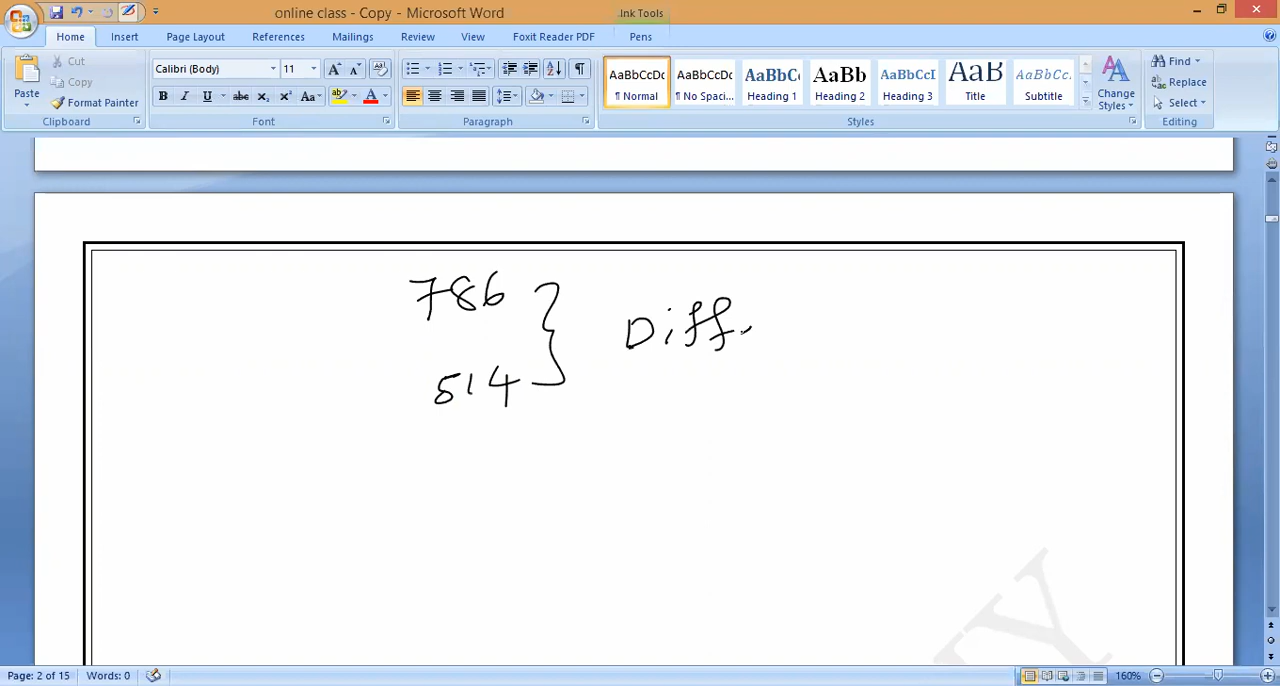 online class - Copy - Microsoft Word
Ink Tools
Home Insert Page Layout References Mailings Review View Foxit Reader PDF Pens
Paste
Cut
Copy
Format Painter
Clipboard
Calibri (Body) 11
Font
Paragraph
AaBbCcDc AaBbCcDc AaBbC AaBb AaBbCcI AaB AaBbCc.
¶ Normal ¶ No Spaci... Heading 1 Heading 2 Heading 3 Title Subtitle
Change Styles
Styles
Find
Replace
Select
Editing
786
514
Diff.
Y
Page: 2 of 15 Words: 0 160%